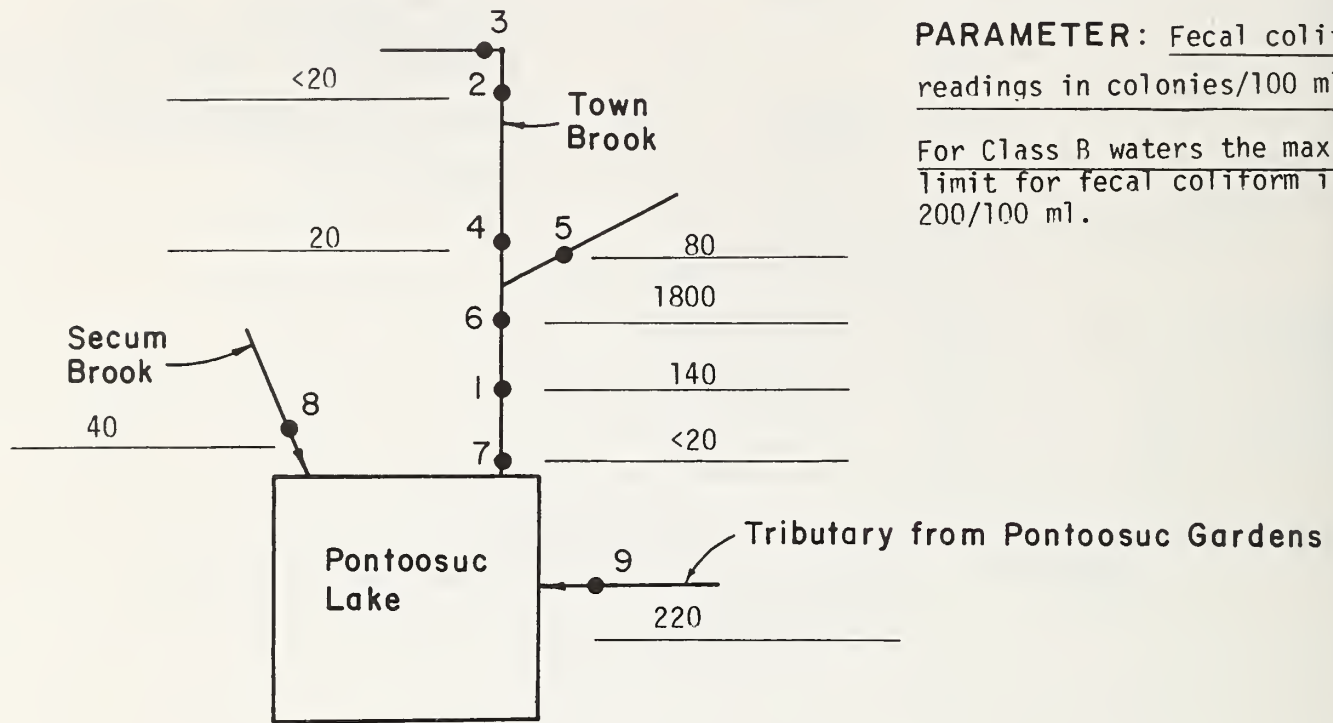 3
PARAMETER: Fecal colif
<20
2
readings in colonies/100 m
Town
Brook
For Class B waters the max
limit for fecal coliform i
200/100 ml.
20
4
5
80
6
1800
Secum
Brook
1
140
8
40
7
<20
Pontoosuc
Lake
9
Tributary from Pontoosuc Gardens
220